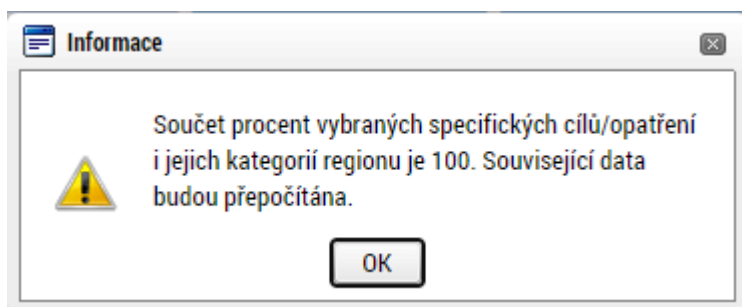 Informace
Součet procent vybraných specifických cílů/opatření
i jejich kategorií regionu je 100. Související data
budou přepočítána.
OK